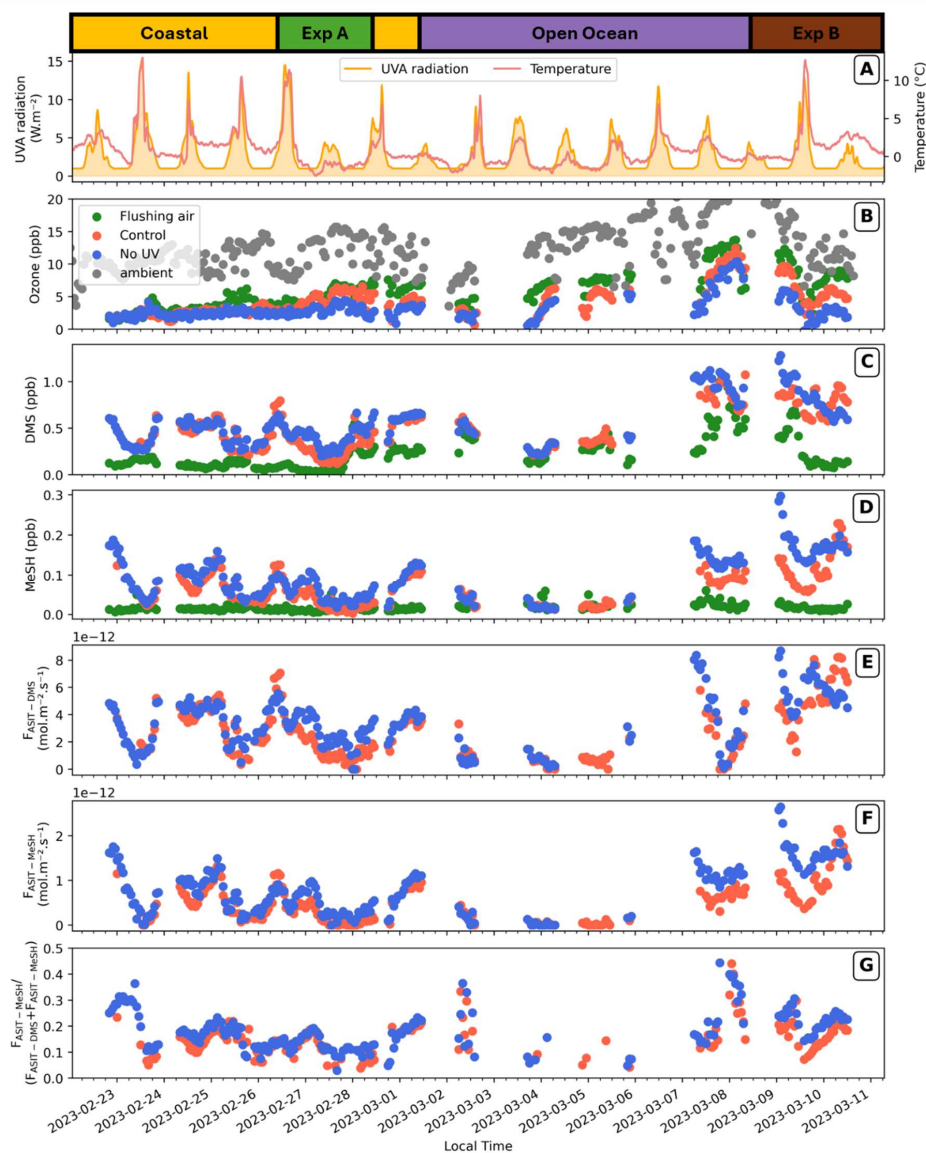 Coastal Exp A Open Ocean Exp B
A
UVA radiation Temperature
UVA radiation
(W.m⁻²)
15
10
5
0
10
5
0
Temperature (°C)
B
Flushing air
Control
No UV
ambient
Ozone (ppb)
20
15
10
5
0
C
DMS (ppb)
1.0
0.5
0.0
D
MeSH (ppb)
0.3
0.2
0.1
0.0
1e−12
E
F_ASIT−DMS
(mol.m⁻².s⁻¹)
8
6
4
2
0
1e−12
F
F_ASIT−MeSH
(mol.m⁻².s⁻¹)
2
1
0
G
F_ASIT−MeSH/
(F_ASIT−DMS+F_ASIT−MeSH)
0.5
0.4
0.3
0.2
0.1
0.0
2023-02-23 2023-02-24 2023-02-25 2023-02-26 2023-02-27 2023-02-28 2023-03-01 2023-03-02 2023-03-03 2023-03-04 2023-03-05 2023-03-06 2023-03-07 2023-03-08 2023-03-09 2023-03-10 2023-03-11
Local Time